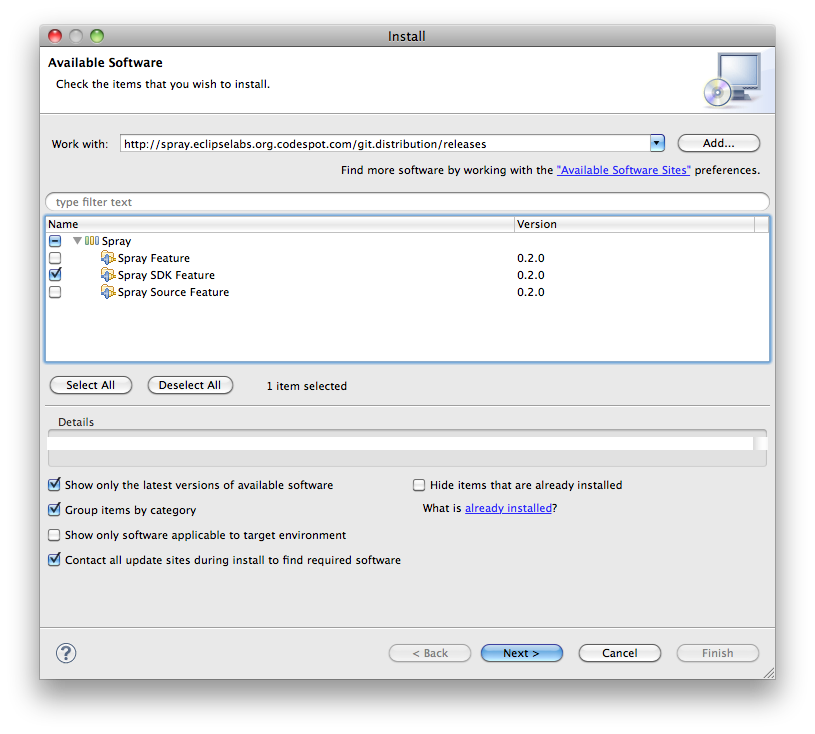 Install
Available Software
Check the items that you wish to install.
Work with: http://spray.eclipselabs.org.codespot.com/git.distribution/releases Add...
Find more software by working with the "Available Software Sites" preferences.
type filter text
Name Version
Spray
Spray Feature 0.2.0
Spray SDK Feature 0.2.0
Spray Source Feature 0.2.0
Select All Deselect All 1 item selected
Details
Show only the latest versions of available software Hide items that are already installed
Group items by category What is already installed?
Show only software applicable to target environment
Contact all update sites during install to find required software
? < Back Next > Cancel Finish